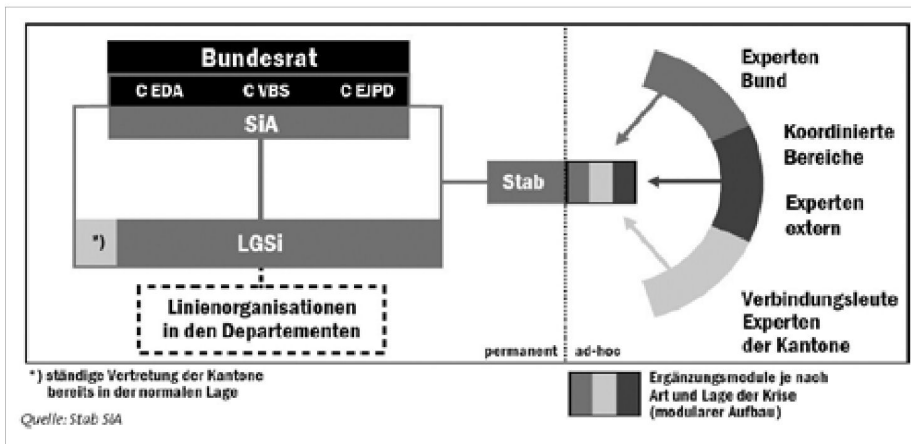 Bundesrat
C EDA C VBS C EJPD
SiA
*) LGSi
Linienorganisationen
in den Departementen
Stab
permanent ad-hoc
Experten
Bund
Koordinierte
Bereiche
Experten
extern
Verbindungsleute
Experten
der Kantone
*) ständige Vertretung der Kantone
bereits in der normalen Lage
Ergänzungsmodule je nach
Art und Lage der Krise
(modularer Aufbau)
Quelle: Stab SiA